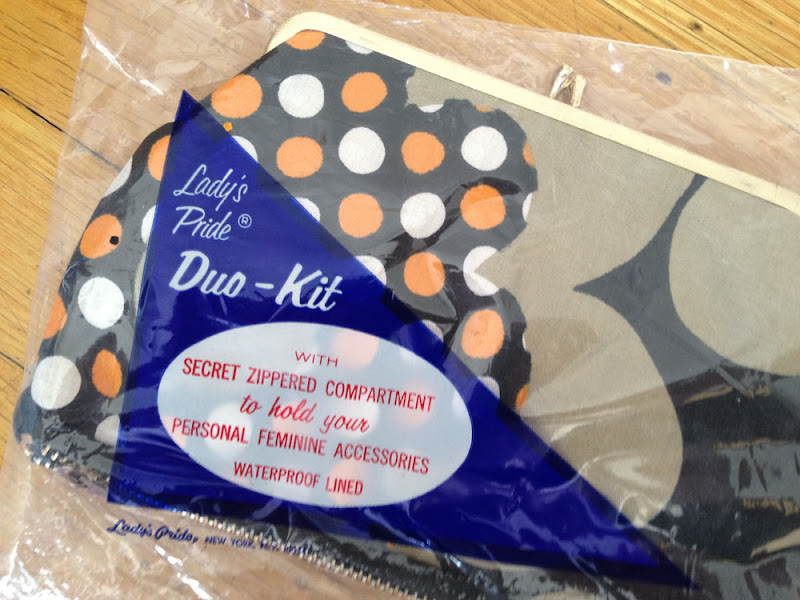 Lady's
Pride®
Duo-Kit
WITH
SECRET ZIPPERED COMPARTMENT
to hold your
PERSONAL FEMININE ACCESSORIES
WATERPROOF LINED
Lady's Pride, NEW YORK, N.Y.